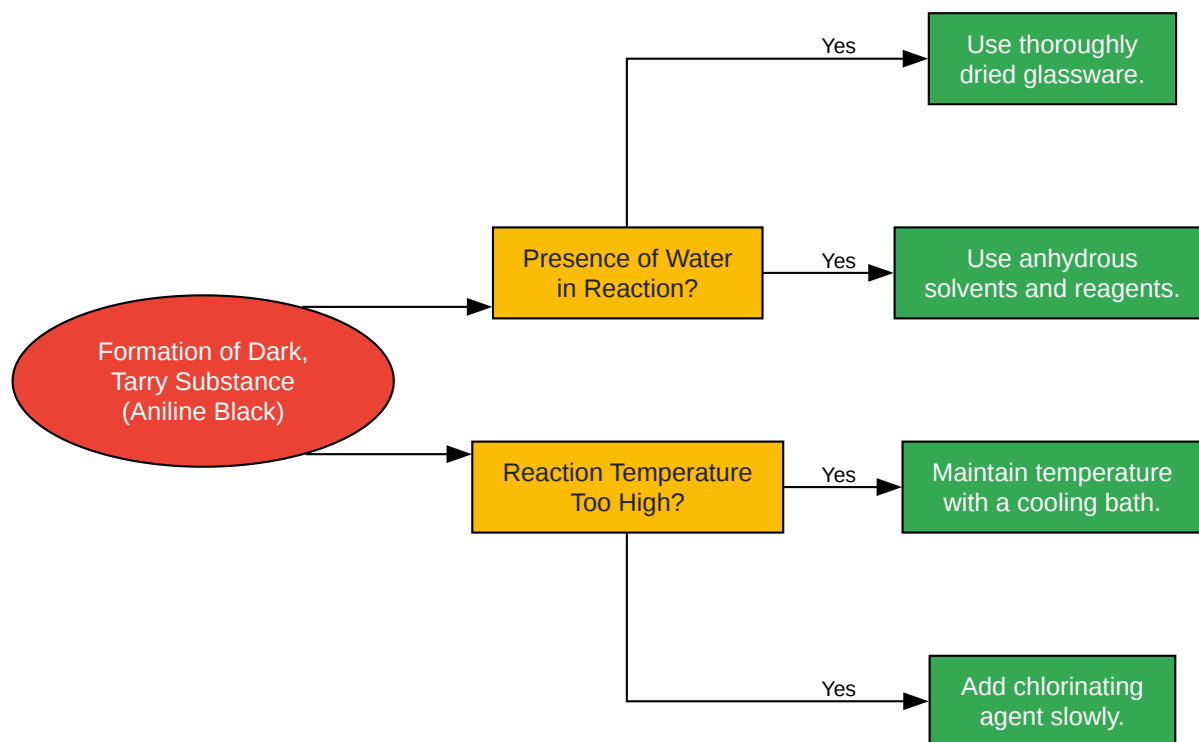 Yes
Use thoroughly
dried glassware.
Presence of Water
in Reaction?
Yes
Use anhydrous
solvents and reagents.
Formation of Dark,
Tarry Substance
(Aniline Black)
Reaction Temperature
Too High?
Yes
Maintain temperature
with a cooling bath.
Yes
Add chlorinating
agent slowly.